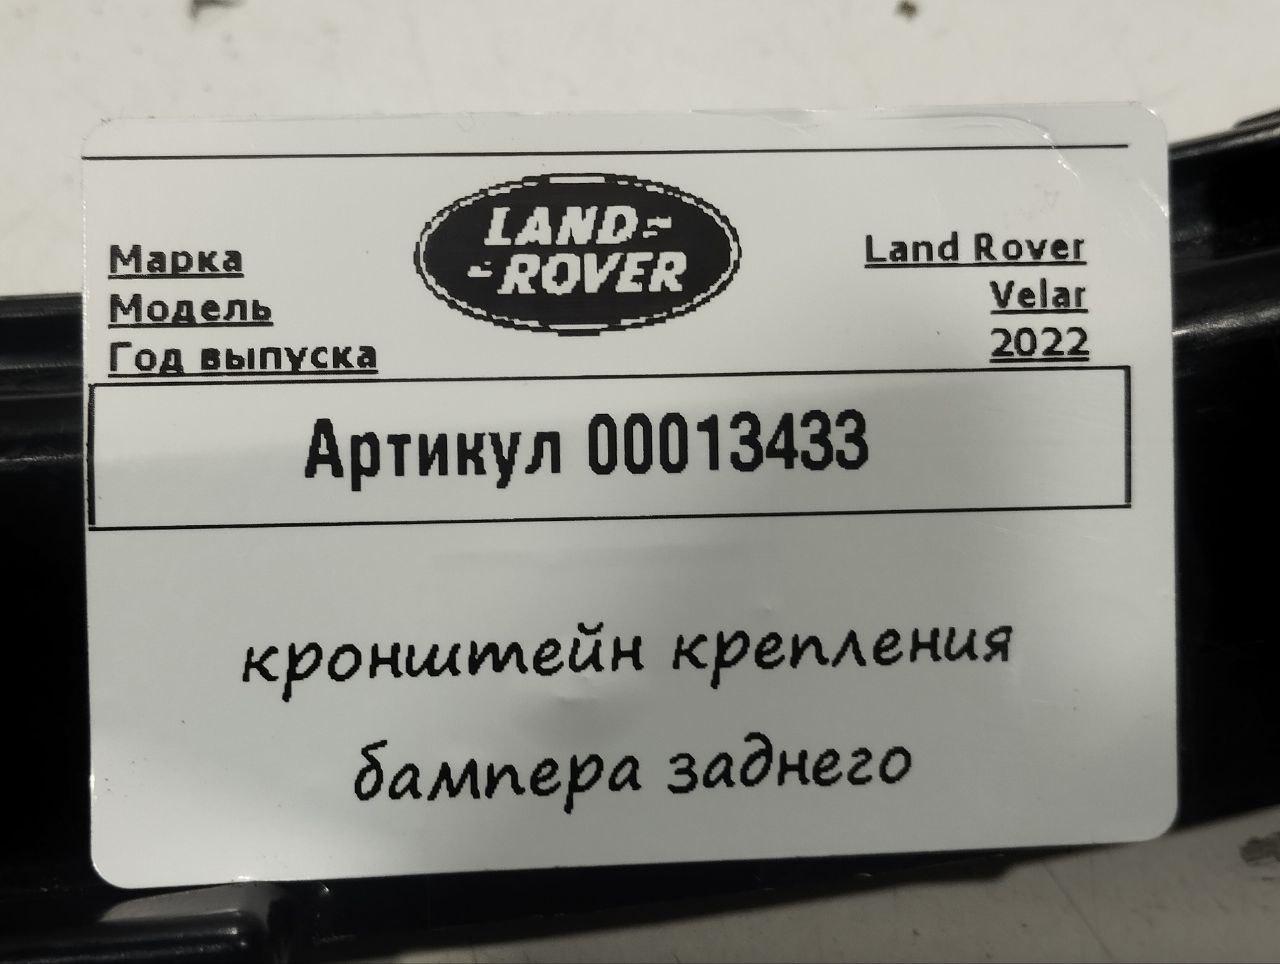 LAND
ROVER
Марка Land Rover
Модель Velar
Год выпуска 2022
Артикул 00013433
кронштейн крепления
бампера заднего